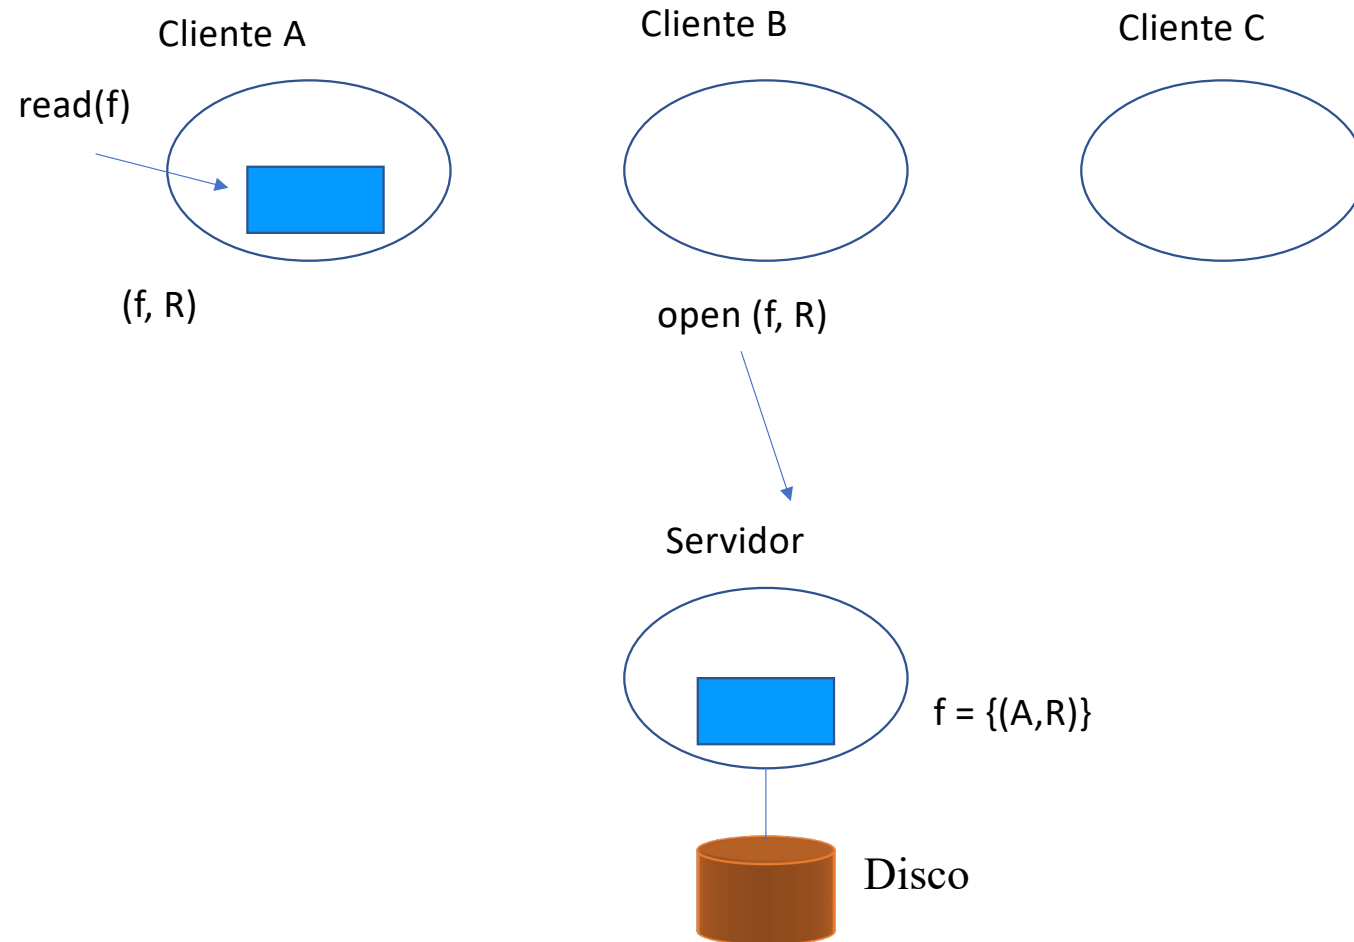 Cliente A
Cliente B
Cliente C
read(f)
(f, R)
open (f, R)
Servidor
f = {(A,R)}
Disco